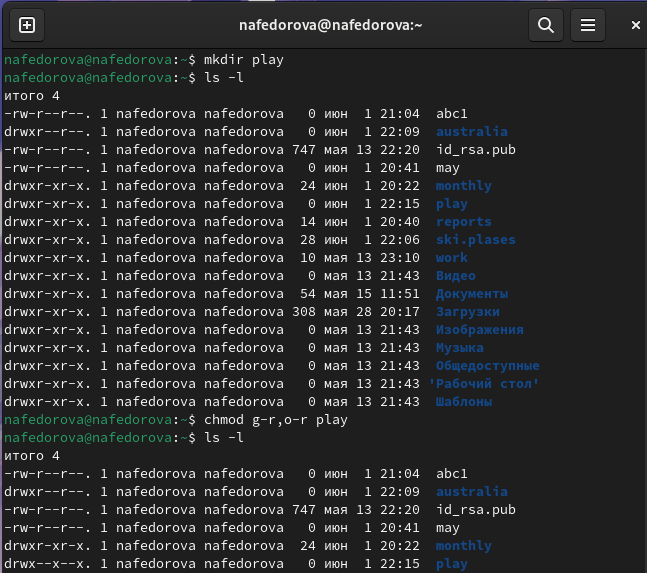 nafedorova@nafedorova:~
nafedorova@nafedorova:~$ mkdir play
nafedorova@nafedorova:~$ ls -l
итого 4
-rw-r--r--. 1 nafedorova nafedorova   0 июн  1 21:04  abc1
drwxr--r--. 1 nafedorova nafedorova   0 июн  1 22:09  australia
-rw-r--r--. 1 nafedorova nafedorova 747 мая 13 22:20  id_rsa.pub
-rw-r--r--. 1 nafedorova nafedorova   0 июн  1 20:41  may
drwxr-xr-x. 1 nafedorova nafedorova  24 июн  1 20:22  monthly
drwxr-xr-x. 1 nafedorova nafedorova   0 июн  1 22:15  play
drwxr-xr-x. 1 nafedorova nafedorova  14 июн  1 20:40  reports
drwxr-xr-x. 1 nafedorova nafedorova  28 июн  1 22:06  ski.plases
drwxr-xr-x. 1 nafedorova nafedorova  10 мая 13 23:10  work
drwxr-xr-x. 1 nafedorova nafedorova   0 мая 13 21:43  Видео
drwxr-xr-x. 1 nafedorova nafedorova  54 мая 15 11:51  Документы
drwxr-xr-x. 1 nafedorova nafedorova 308 мая 28 20:17  Загрузки
drwxr-xr-x. 1 nafedorova nafedorova   0 мая 13 21:43  Изображения
drwxr-xr-x. 1 nafedorova nafedorova   0 мая 13 21:43  Музыка
drwxr-xr-x. 1 nafedorova nafedorova   0 мая 13 21:43  Общедоступные
drwxr-xr-x. 1 nafedorova nafedorova   0 мая 13 21:43 'Рабочий стол'
drwxr-xr-x. 1 nafedorova nafedorova   0 мая 13 21:43  Шаблоны
nafedorova@nafedorova:~$ chmod g-r,o-r play
nafedorova@nafedorova:~$ ls -l
итого 4
-rw-r--r--. 1 nafedorova nafedorova   0 июн  1 21:04  abc1
drwxr--r--. 1 nafedorova nafedorova   0 июн  1 22:09  australia
-rw-r--r--. 1 nafedorova nafedorova 747 мая 13 22:20  id_rsa.pub
-rw-r--r--. 1 nafedorova nafedorova   0 июн  1 20:41  may
drwxr-xr-x. 1 nafedorova nafedorova  24 июн  1 20:22  monthly
drwx--x--x. 1 nafedorova nafedorova   0 июн  1 22:15  play